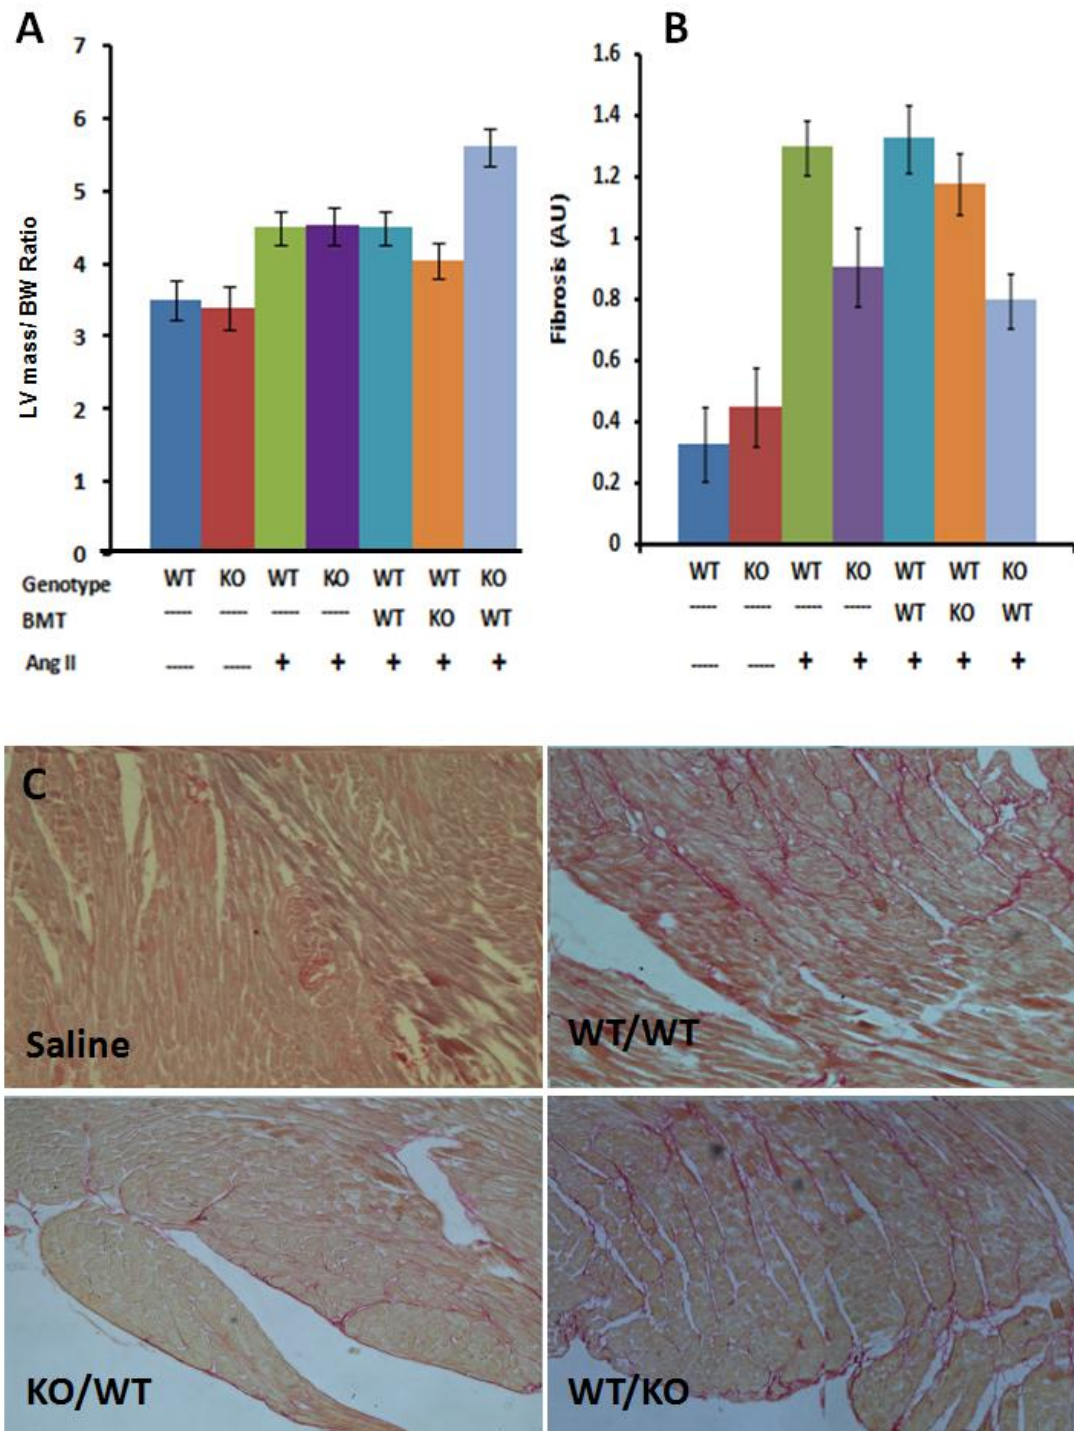 A
7
6
5
4
3
2
1
0
LV mass/ BW Ratio
Genotype WT KO WT KO WT WT KO
BMT ----- ----- ----- ----- WT KO WT
Ang II ----- ----- + + + + +
B
1.6
1.4
1.2
1
0.8
0.6
0.4
0.2
0
Fibrosis (AU)
WT KO WT KO WT WT KO
----- ----- ----- ----- WT KO WT
----- ----- + + + + +
C
Saline
WT/WT
KO/WT
WT/KO